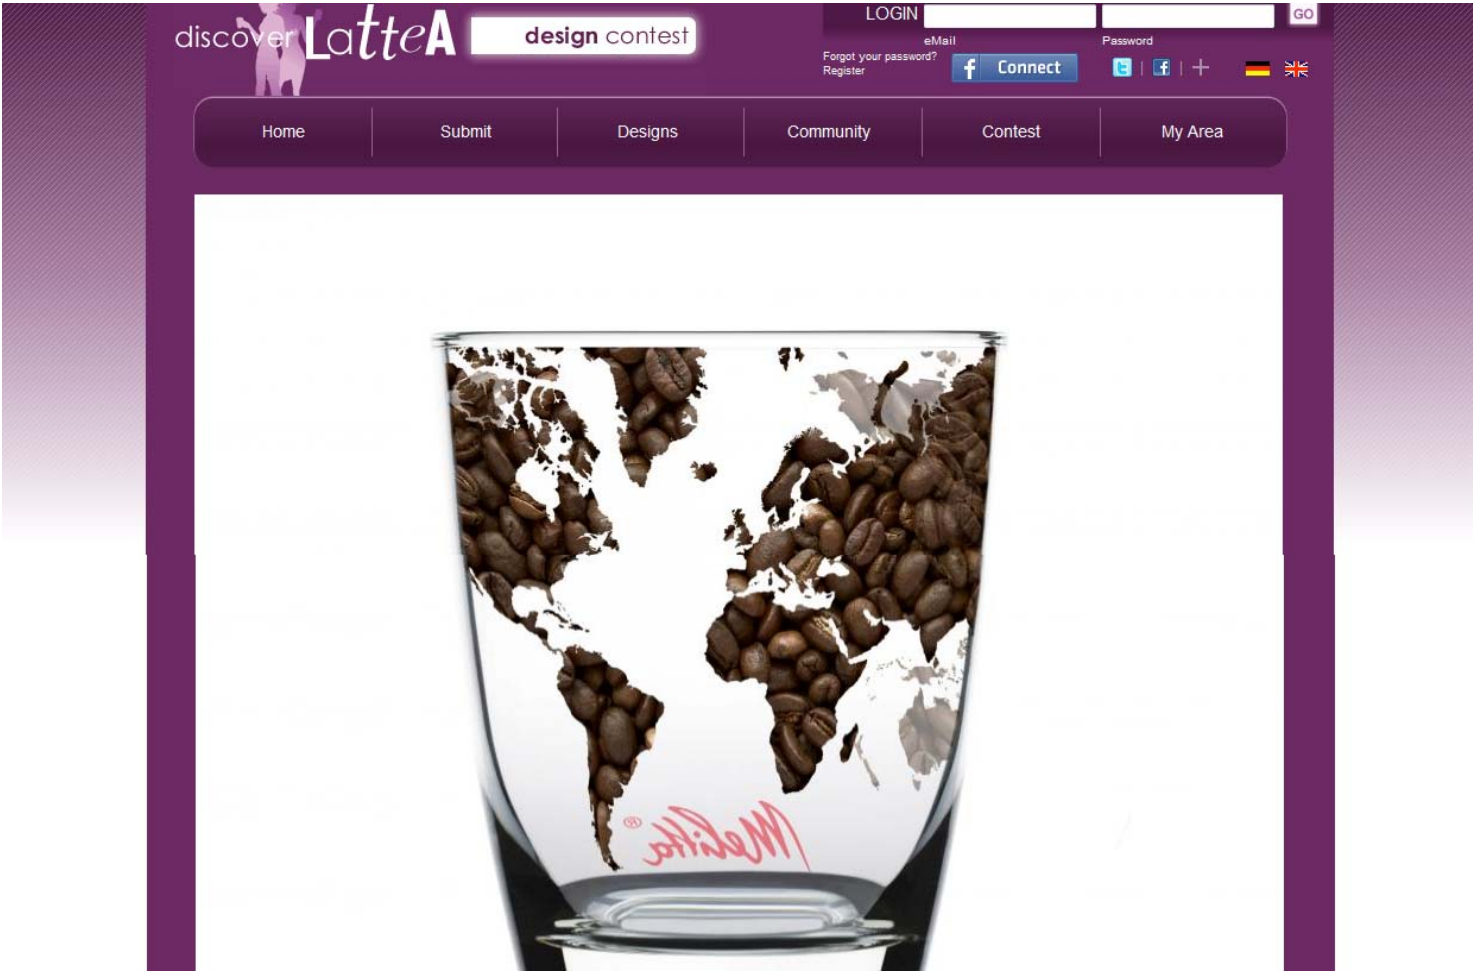 discover LatteA
design contest
LOGIN
GO
eMail
Password
Forgot your password?
Register
f Connect
Home
Submit
Designs
Community
Contest
My Area
Melitta®